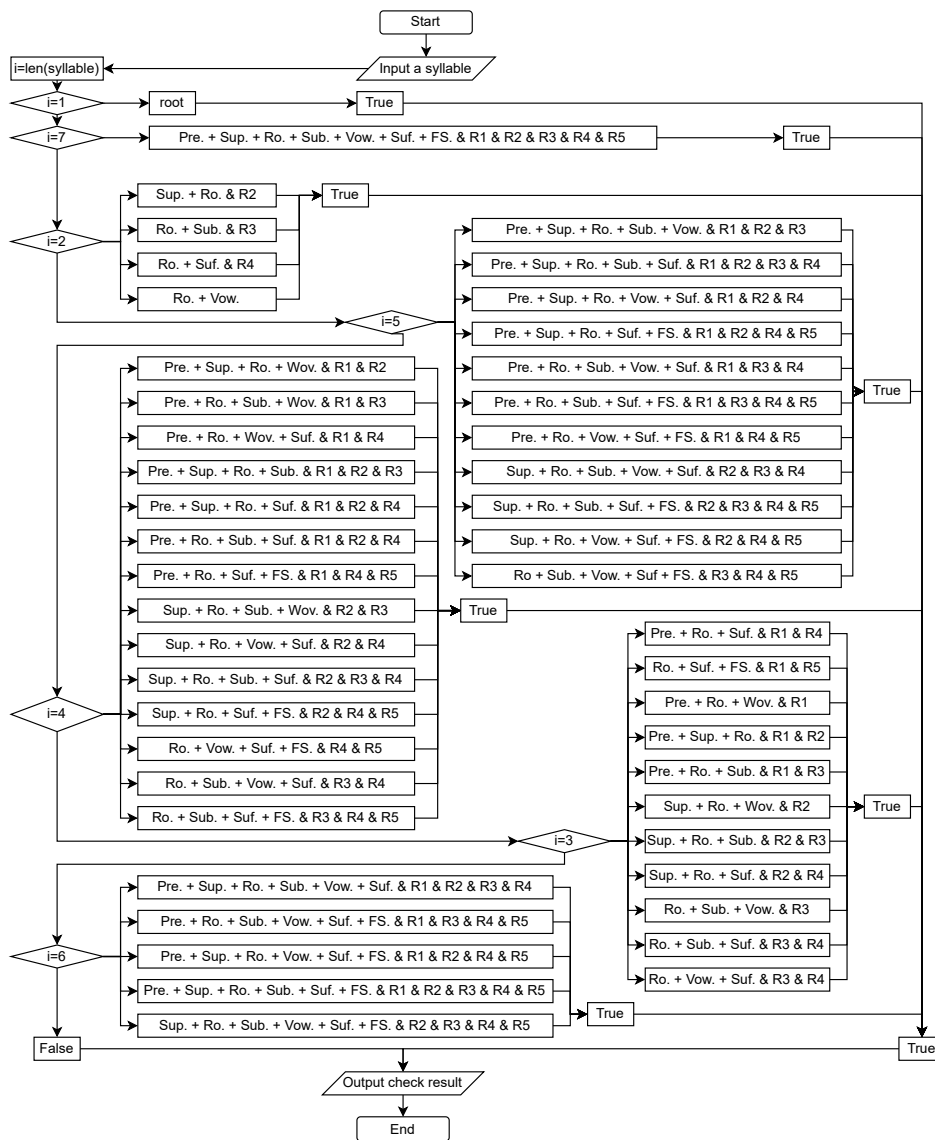 Start
Input a syllable
i=len(syllable)
i=1
root
True
i=7
Pre. + Sup. + Ro. + Sub. + Vow. + Suf. + FS. & R1 & R2 & R3 & R4 & R5
True
i=2
Sup. + Ro. & R2
Ro. + Sub. & R3
Ro. + Suf. & R4
Ro. + Vow.
True
i=5
Pre. + Sup. + Ro. + Sub. + Vow. & R1 & R2 & R3
Pre. + Sup. + Ro. + Sub. + Suf. & R1 & R2 & R3 & R4
Pre. + Sup. + Ro. + Vow. + Suf. & R1 & R2 & R4
Pre. + Sup. + Ro. + Suf. + FS. & R1 & R2 & R4 & R5
Pre. + Ro. + Sub. + Vow. + Suf. & R1 & R3 & R4
Pre. + Ro. + Sub. + Suf. + FS. & R1 & R3 & R4 & R5
Pre. + Ro. + Vow. + Suf. + FS. & R1 & R4 & R5
Sup. + Ro. + Sub. + Vow. + Suf. & R2 & R3 & R4
Sup. + Ro. + Sub. + Suf. + FS. & R2 & R3 & R4 & R5
Sup. + Ro. + Vow. + Suf. + FS. & R2 & R4 & R5
Ro + Sub. + Vow. + Suf + FS. & R3 & R4 & R5
True
i=4
Pre. + Sup. + Ro. + Wov. & R1 & R2
Pre. + Ro. + Sub. + Wov. & R1 & R3
Pre. + Ro. + Wov. + Suf. & R1 & R4
Pre. + Sup. + Ro. + Sub. & R1 & R2 & R3
Pre. + Sup. + Ro. + Suf. & R1 & R2 & R4
Pre. + Ro. + Sub. + Suf. & R1 & R2 & R4
Pre. + Ro. + Suf. + FS. & R1 & R4 & R5
Sup. + Ro. + Sub. + Wov. & R2 & R3
Sup. + Ro. + Vow. + Suf. & R2 & R4
Sup. + Ro. + Sub. + Suf. & R2 & R3 & R4
Sup. + Ro. + Suf. + FS. & R2 & R4 & R5
Ro. + Vow. + Suf. + FS. & R4 & R5
Ro. + Sub. + Vow. + Suf. & R3 & R4
Ro. + Sub. + Suf. + FS. & R3 & R4 & R5
True
i=3
Pre. + Ro. + Suf. & R1 & R4
Ro. + Suf. + FS. & R1 & R5
Pre. + Ro. + Wov. & R1
Pre. + Sup. + Ro. & R1 & R2
Pre. + Ro. + Sub. & R1 & R3
Sup. + Ro. + Wov. & R2
Sup. + Ro. + Sub. & R2 & R3
Sup. + Ro. + Suf. & R2 & R4
Ro. + Sub. + Vow. & R3
Ro. + Sub. + Suf. & R3 & R4
Ro. + Vow. + Suf. & R3 & R4
True
i=6
Pre. + Sup. + Ro. + Sub. + Vow. + Suf. & R1 & R2 & R3 & R4
Pre. + Ro. + Sub. + Vow. + Suf. + FS. & R1 & R3 & R4 & R5
Pre. + Sup. + Ro. + Vow. + Suf. + FS. & R1 & R2 & R4 & R5
Pre. + Sup. + Ro. + Sub. + Suf. + FS. & R1 & R2 & R3 & R4 & R5
Sup. + Ro. + Sub. + Vow. + Suf. + FS. & R2 & R3 & R4 & R5
True
False
True
Output check result
End